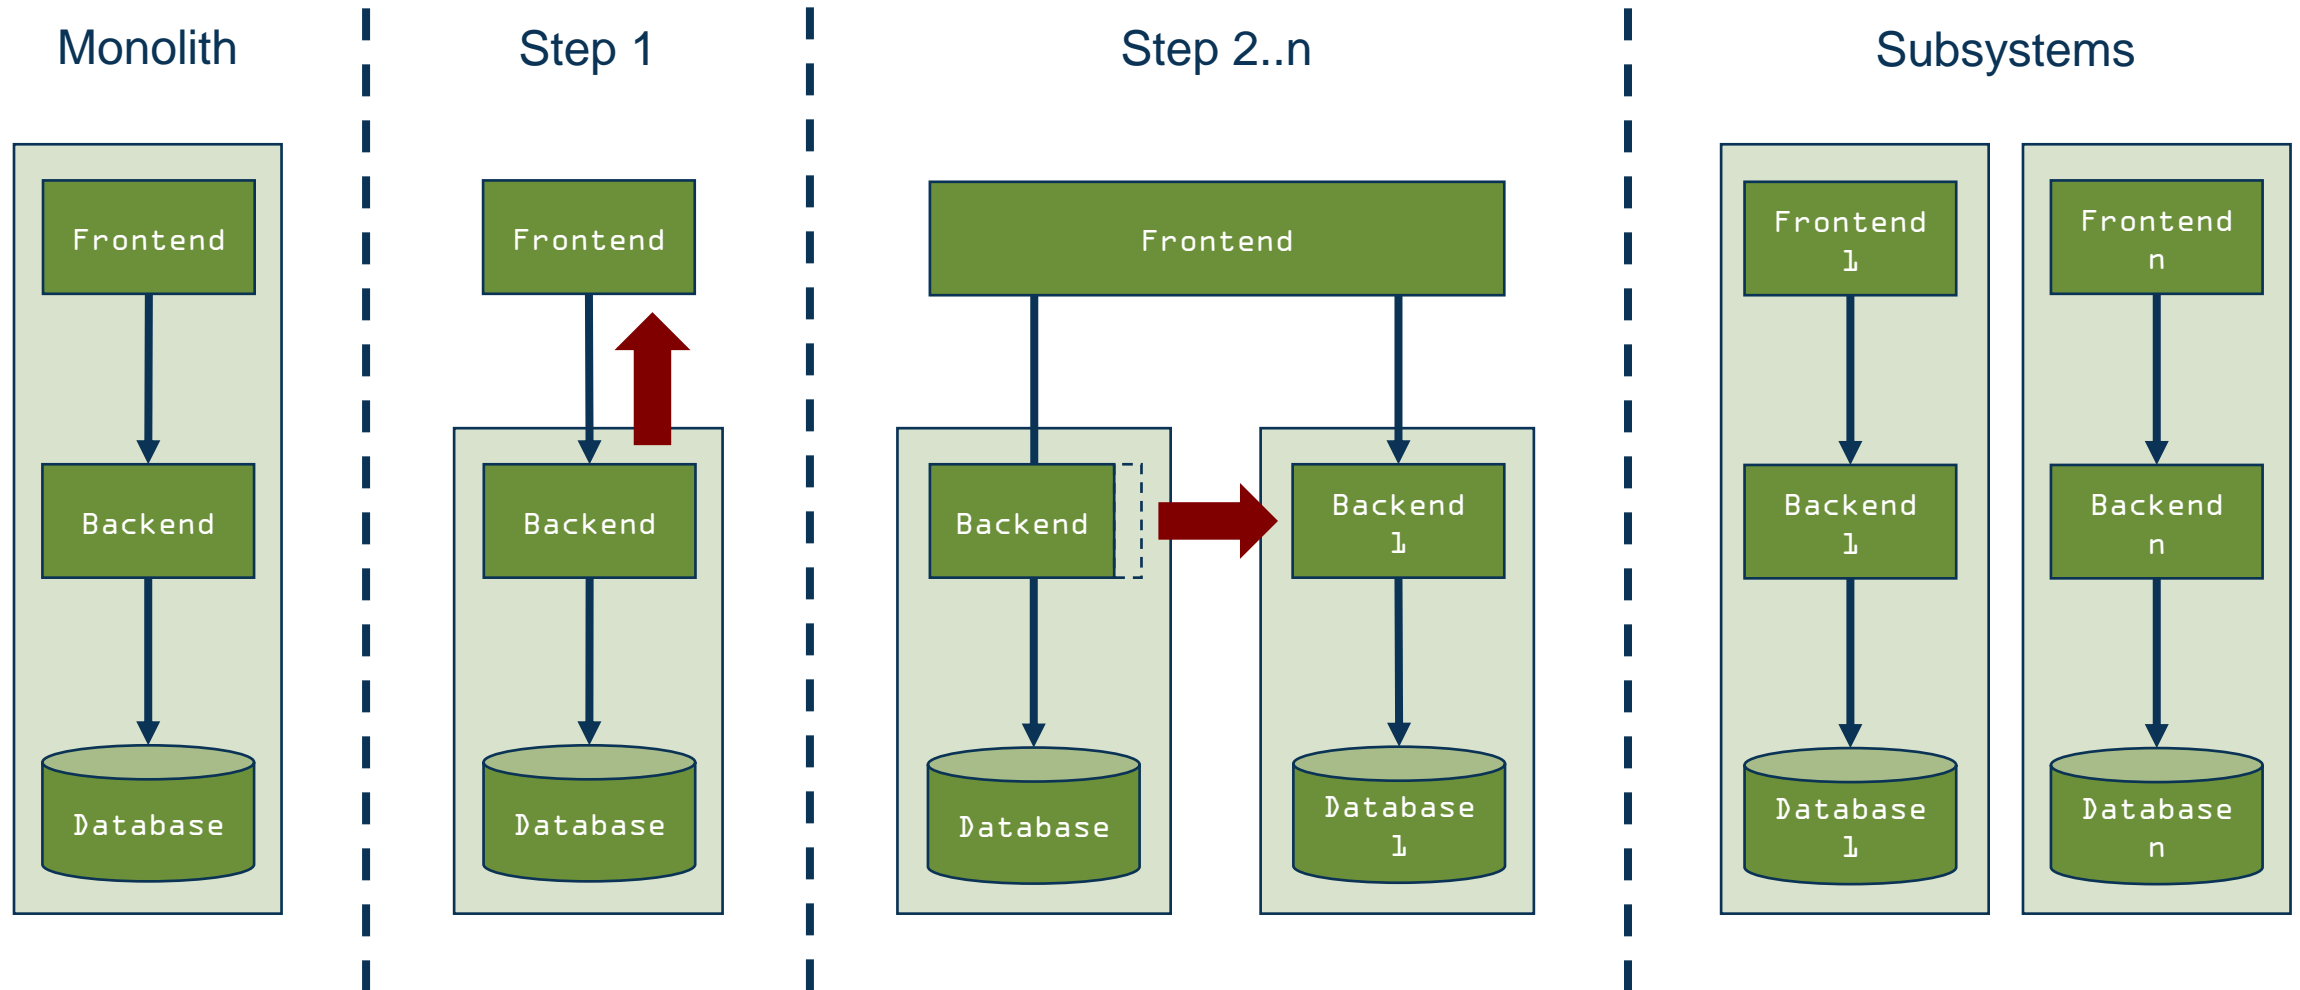 Monolith
Step 1
Step 2..n
Subsystems
Frontend
Backend
Database
Frontend
Backend
Database
Frontend
Backend
Database
Backend
1
Database
1
Frontend
1
Backend
1
Database
1
Frontend
n
Backend
n
Database
n